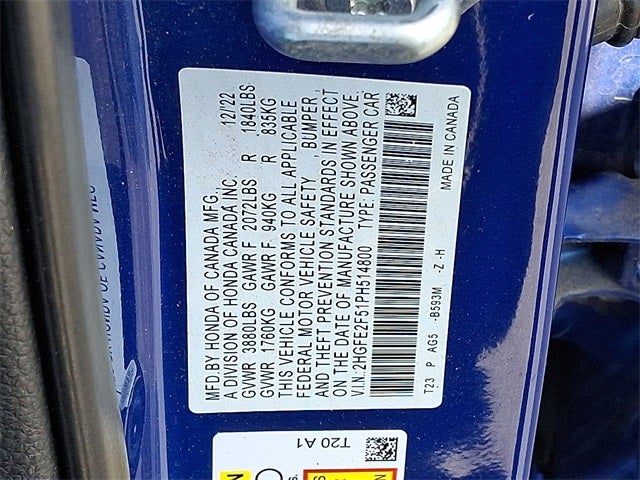 MFD.BY HONDA OF CANADA MFG.,
A DIVISION OF HONDA CANADA INC. 12/22
GVWR 3880LBS GAWR F 2072LBS R 1840LBS
GVWR 1760KG GAWR F 940KG R 835KG
THIS VEHICLE CONFORMS TO ALL APPLICABLE
FEDERAL MOTOR VEHICLE SAFETY , BUMPER ,
AND THEFT PREVENTION STANDARDS IN EFFECT
ON THE DATE OF MANUFACTURE SHOWN ABOVE.
V.I.N.:2HGFE2F51PH514800 TYPE:PASSENGER CAR
T23 P AG5 -B593M -Z -H MADE IN CANADA
T20 A1